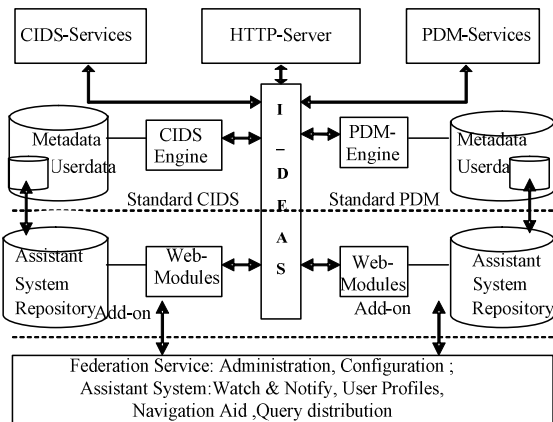 CIDS-Services
HTTP-Server
PDM-Services
I
_
D
E
A
S
Metadata
Userdata
CIDS
Engine
PDM-
Engine
Metadata
Userda
Standard CIDS
Standard PDM
Assistant
System
Repository
Web-
Modules
Add-on
Web-
Modules
Add-on
Assistant
System
Repository
Federation Service: Administration, Configuration ;
Assistant System:Watch & Notify, User Profiles,
Navigation Aid ,Query distribution